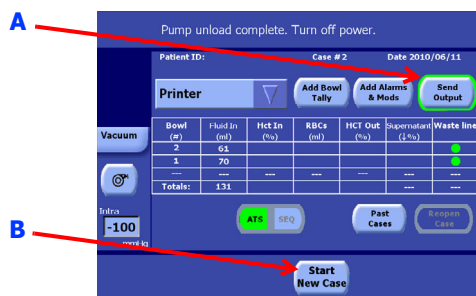 A
Pump unload complete. Turn off power.
Patient ID: Case #2 Date 2010/06/11
Printer
Add Bowl Tally
Add Alarms & Mods
Send Output
Vacuum
Bowl (#) Fluid In (ml) Hct In (%) RBCs (ml) HCT Out (%) Supernatant (↓%) Waste line
2 61
1 70
--- --- --- --- --- --- ---
Totals: 131 --- ---
Intra
-100
mmHg
ATS SEQ
Past Cases
Reopen Case
B
Start New Case